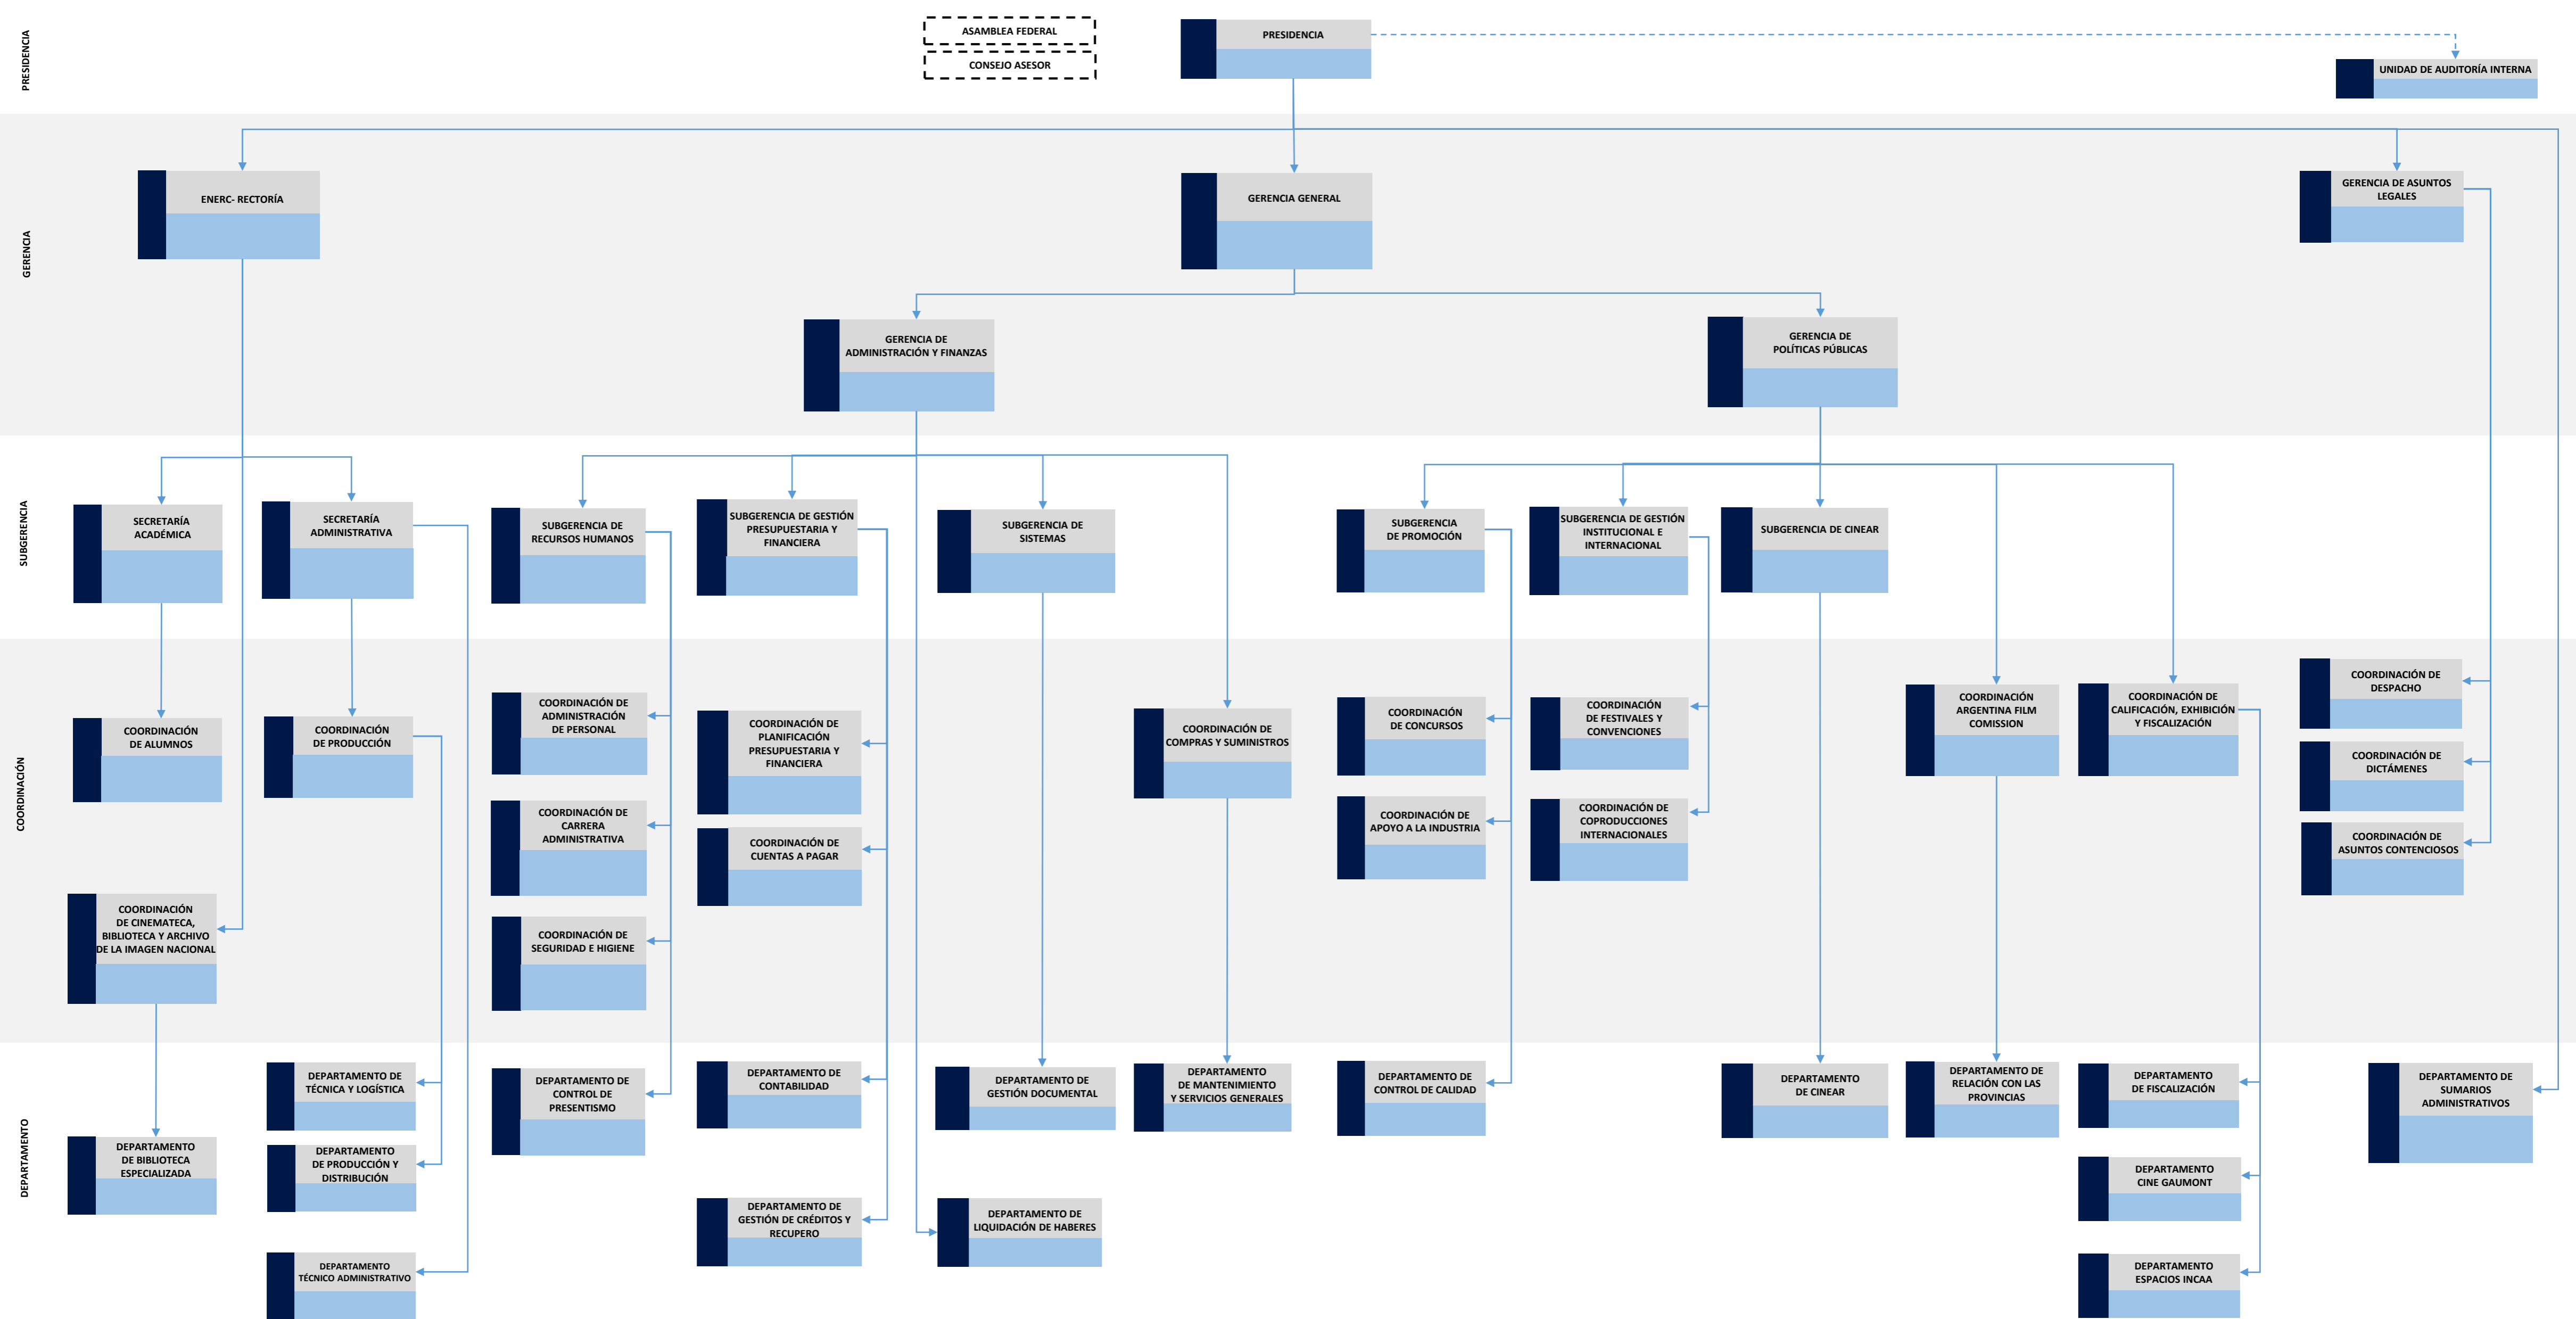 PRESIDENCIA
ASAMBLEA FEDERAL
CONSEJO ASESOR
PRESIDENCIA
UNIDAD DE AUDITORÍA INTERNA
GERENCIA
ENERC- RECTORÍA
GERENCIA GENERAL
GERENCIA DE ASUNTOS
LEGALES
GERENCIA DE
ADMINISTRACIÓN Y FINANZAS
GERENCIA DE
POLÍTICAS PÚBLICAS
SUBGERENCIA
SECRETARÍA
ACADÉMICA
SECRETARÍA
ADMINISTRATIVA
SUBGERENCIA DE
RECURSOS HUMANOS
SUBGERENCIA DE GESTIÓN
PRESUPUESTARIA Y
FINANCIERA
SUBGERENCIA DE
SISTEMAS
SUBGERENCIA
DE PROMOCIÓN
SUBGERENCIA DE GESTIÓN
INSTITUCIONAL E
INTERNACIONAL
SUBGERENCIA DE CINEAR
COORDINACIÓN
COORDINACIÓN
DE ALUMNOS
COORDINACIÓN
DE PRODUCCIÓN
COORDINACIÓN DE
ADMINISTRACIÓN
DE PERSONAL
COORDINACIÓN DE
PLANIFICACIÓN
PRESUPUESTARIA Y
FINANCIERA
COORDINACIÓN DE
COMPRAS Y SUMINISTROS
COORDINACIÓN
DE CONCURSOS
COORDINACIÓN
DE FESTIVALES Y
CONVENCIONES
COORDINACIÓN
ARGENTINA FILM
COMISSION
COORDINACIÓN DE
CALIFICACIÓN, EXHIBICIÓN
Y FISCALIZACIÓN
COORDINACIÓN DE
DESPACHO
COORDINACIÓN DE
DICTÁMENES
COORDINACIÓN DE
ASUNTOS CONTENCIOSOS
COORDINACIÓN DE
CARRERA
ADMINISTRATIVA
COORDINACIÓN DE
CUENTAS A PAGAR
COORDINACIÓN DE
APOYO A LA INDUSTRIA
COORDINACIÓN DE
COPRODUCCIONES
INTERNACIONALES
COORDINACIÓN
DE CINEMATECA,
BIBLIOTECA Y ARCHIVO
DE LA IMAGEN NACIONAL
COORDINACIÓN DE
SEGURIDAD E HIGIENE
DEPARTAMENTO
DEPARTAMENTO DE
TÉCNICA Y LOGÍSTICA
DEPARTAMENTO DE
CONTROL DE
PRESENTISMO
DEPARTAMENTO DE
CONTABILIDAD
DEPARTAMENTO DE
GESTIÓN DOCUMENTAL
DEPARTAMENTO
DE MANTENIMIENTO
Y SERVICIOS GENERALES
DEPARTAMENTO DE
CONTROL DE CALIDAD
DEPARTAMENTO
DE CINEAR
DEPARTAMENTO DE
RELACIÓN CON LAS
PROVINCIAS
DEPARTAMENTO
DE FISCALIZACIÓN
DEPARTAMENTO DE
SUMARIOS
ADMINISTRATIVOS
DEPARTAMENTO
DE BIBLIOTECA
ESPECIALIZADA
DEPARTAMENTO
DE PRODUCCIÓN Y
DISTRIBUCIÓN
DEPARTAMENTO
CINE GAUMONT
DEPARTAMENTO DE
GESTIÓN DE CRÉDITOS Y
RECUPERO
DEPARTAMENTO DE
LIQUIDACIÓN DE HABERES
DEPARTAMENTO
TÉCNICO ADMINISTRATIVO
DEPARTAMENTO
ESPACIOS INCAA